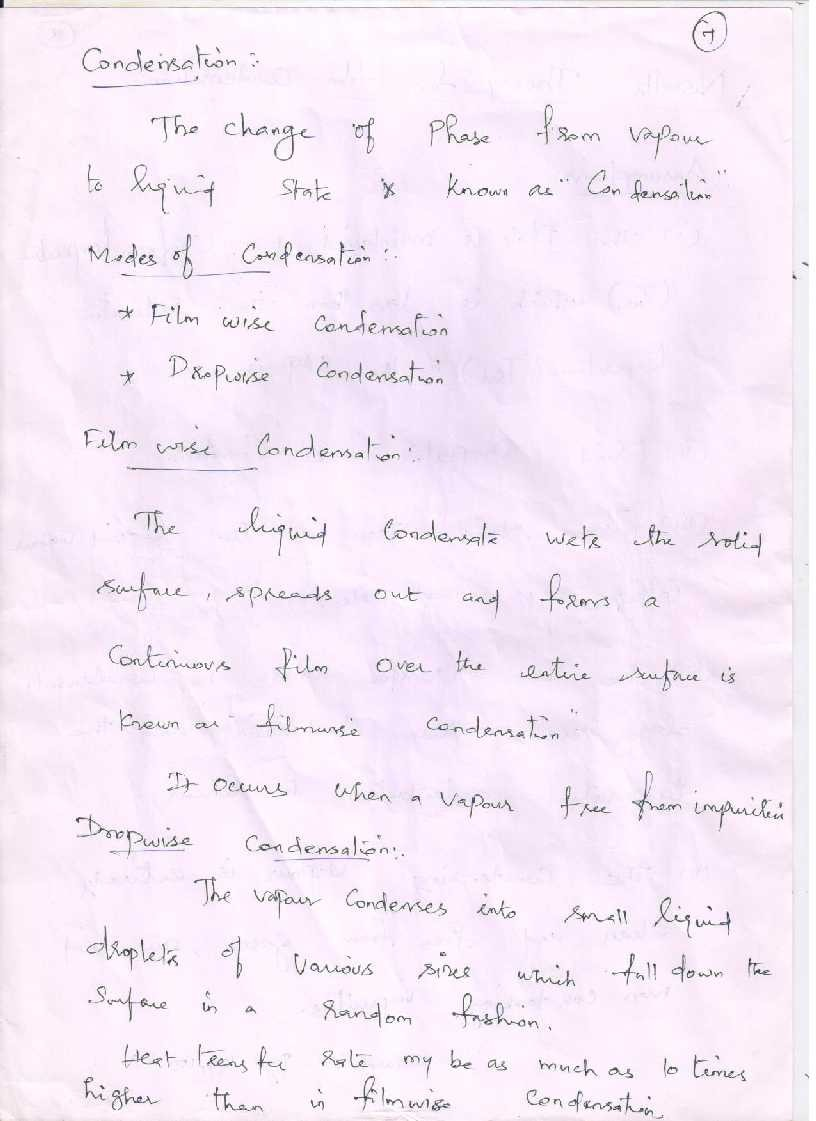 7
Condensation:-
The change of Phase from vapour
to liquid state is known as "Condensation"
Modes of Condensation:-
* Film wise condensation
* Dropwise Condensation
Film wise Condensation:-
The liquid Condensate wets the solid
surface, spreads out and forms a
Continuous film over the entire surface is
known as "filmwise condensation"
It occurs when a vapour free from impurities
Dropwise Condensation:-
The vapour Condenses into small liquid
droplets of various sizes which fall down the
Surface in a random fashion.
Heat transfer rate my be as much as 10 times
higher than in filmwise condensation